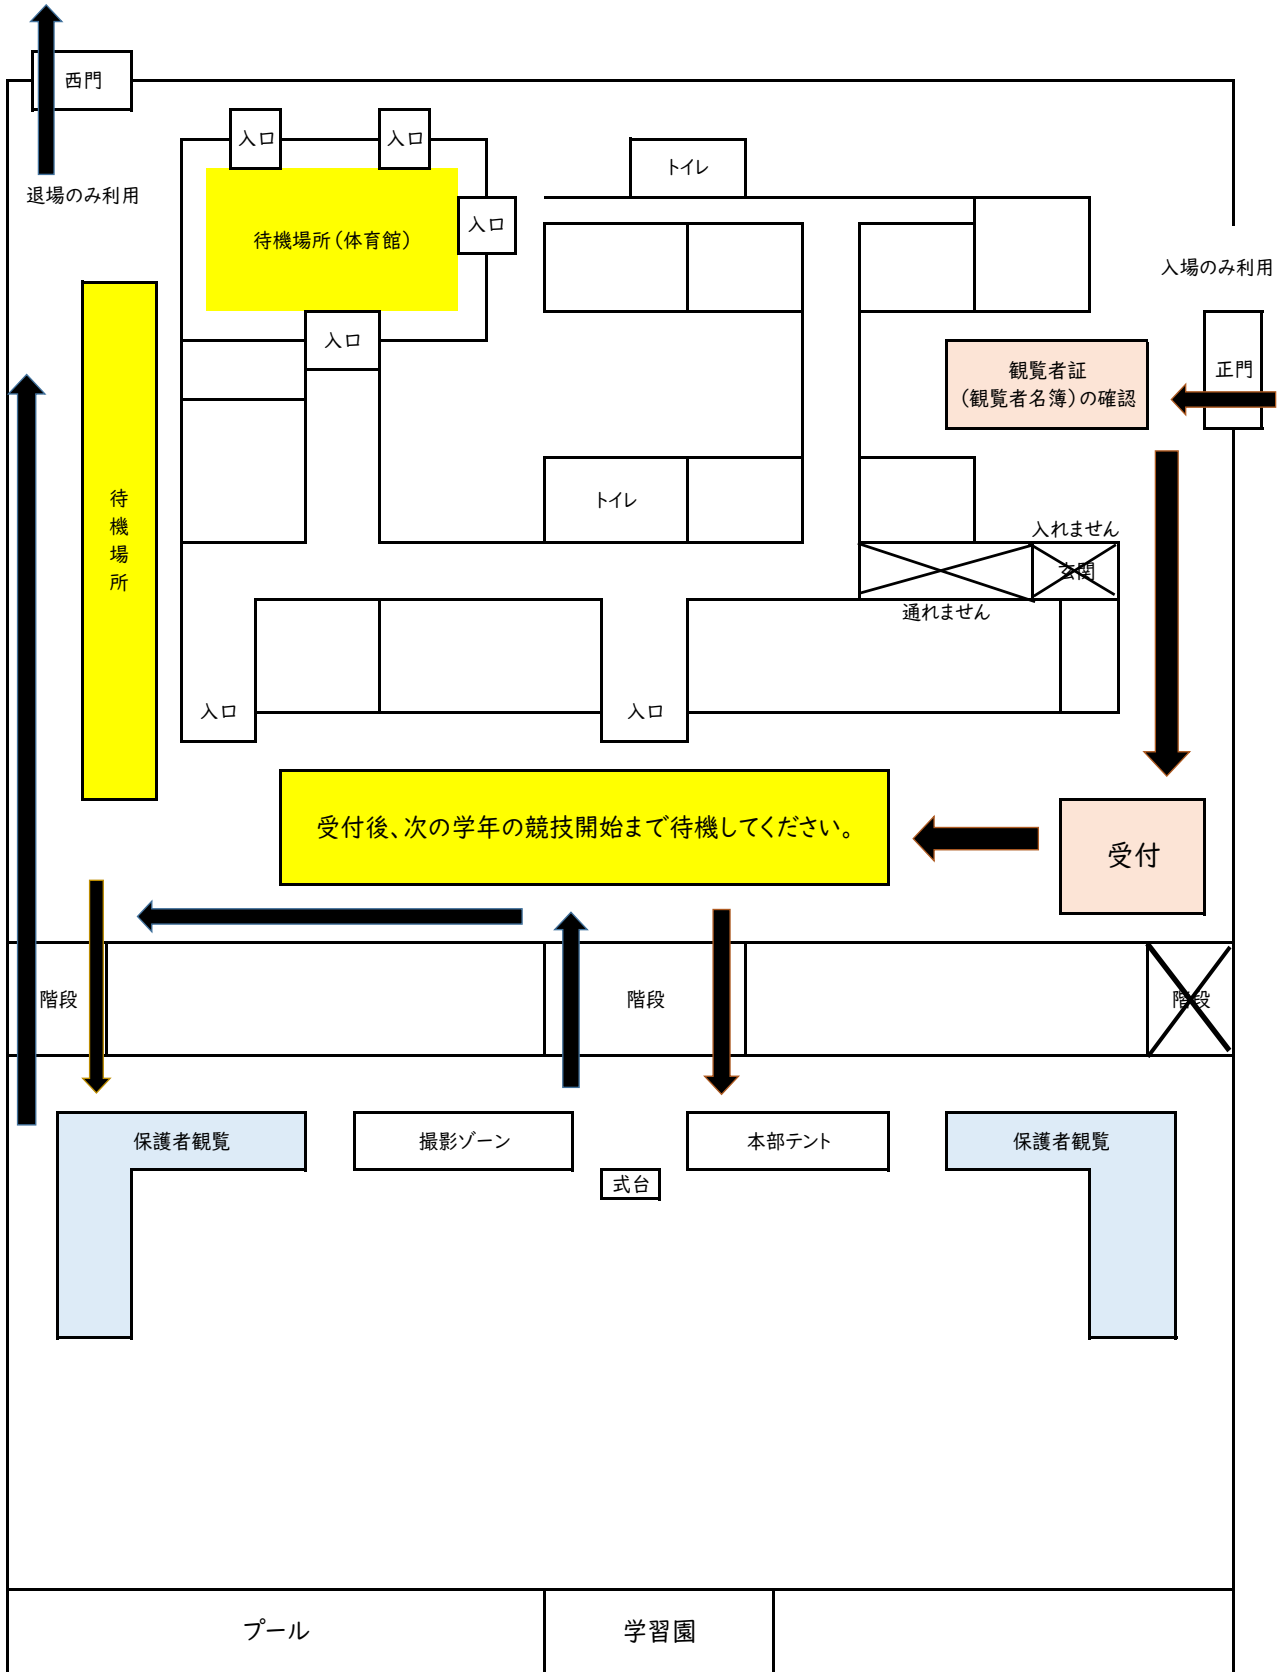 西門
入口
入口
トイレ
退場のみ利用
入口
待機場所(体育館)
入場のみ利用
入口
正門
観覧者証
(観覧者名簿)の確認
待機場所
トイレ
入れません
玄関
通れません
入口
入口
受付後、次の学年の競技開始まで待機してください。
受付
階段
階段
階段
保護者観覧
撮影ゾーン
本部テント
保護者観覧
式台
プール
学習園